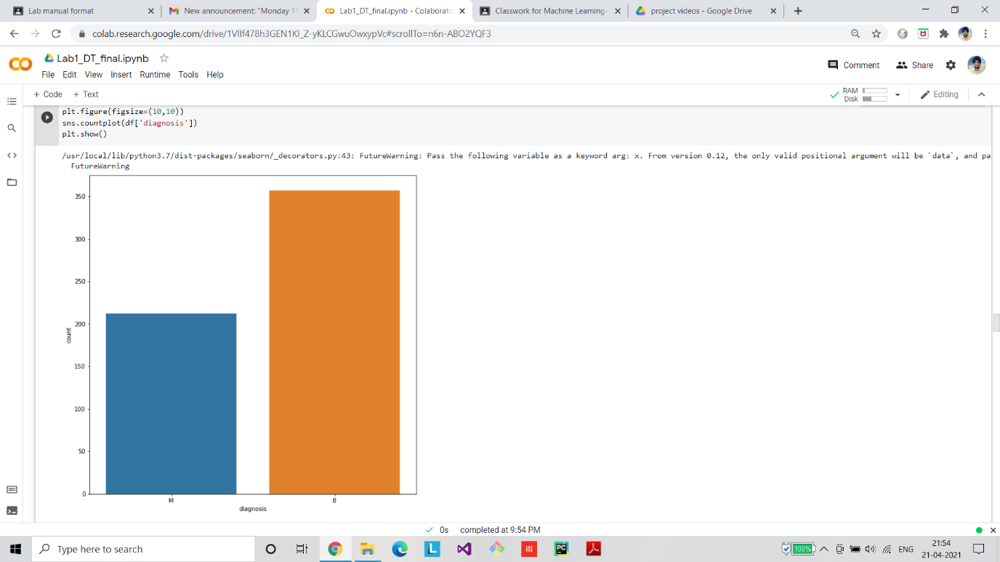 Lab manual format
New announcement: "Monday 19
Lab1_DT_final.ipynb - Colaborato
Classwork for Machine Learning-
project videos - Google Drive
colab.research.google.com/drive/1VlIf478h3GEN1KI_Z-yKLCGwuOwxypVc#scrollTo=n6n-ABO2YQF3
CO
Lab1_DT_final.ipynb
Comment
Share
File Edit View Insert Runtime Tools Help
+ Code + Text
RAM
Disk
Editing
plt.figure(figsize=(10,10))
sns.countplot(df['diagnosis'])
plt.show()
/usr/local/lib/python3.7/dist-packages/seaborn/_decorators.py:43: FutureWarning: Pass the following variable as a keyword arg: x. From version 0.12, the only valid positional argument will be `data`, and pa
FutureWarning
350
300
250
200
150
100
50
0
count
M
B
diagnosis
0s completed at 9:54 PM
Type here to search
L
PC
100%
ENG
21:54
21-04-2021